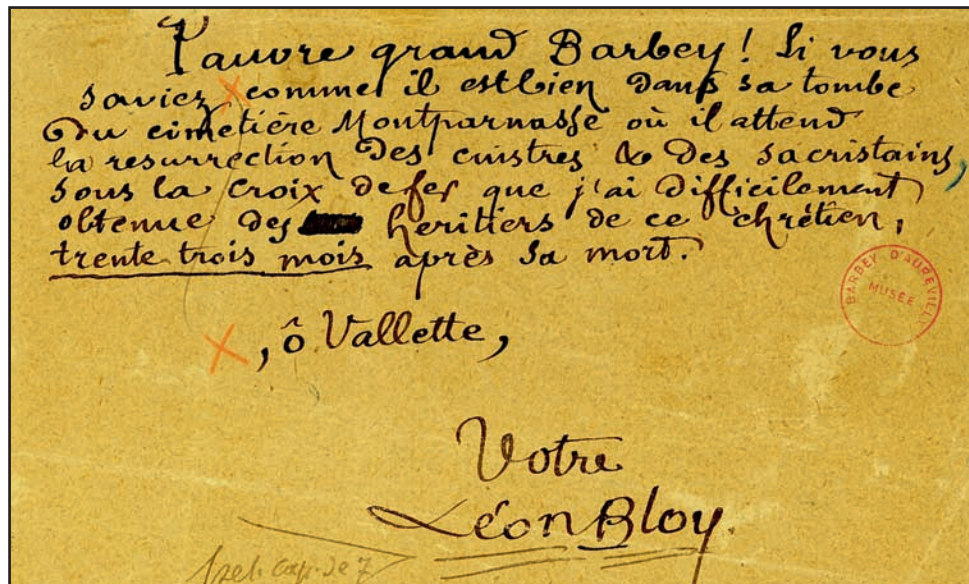 Pauvre grand Barbey ! Si vous
saviez comme il est bien dans sa tombe
du cimetière Montparnasse où il attend
la resurrection des cuistres & des sacristains,
sous la croix de fer que j'ai difficilement
obtenue des heritiers de ce chrétien,
trente trois mois après sa mort.
BARBEY D'AUREVILLY
MUSÉE
, ô Vallette,
Votre
Léon Bloy.